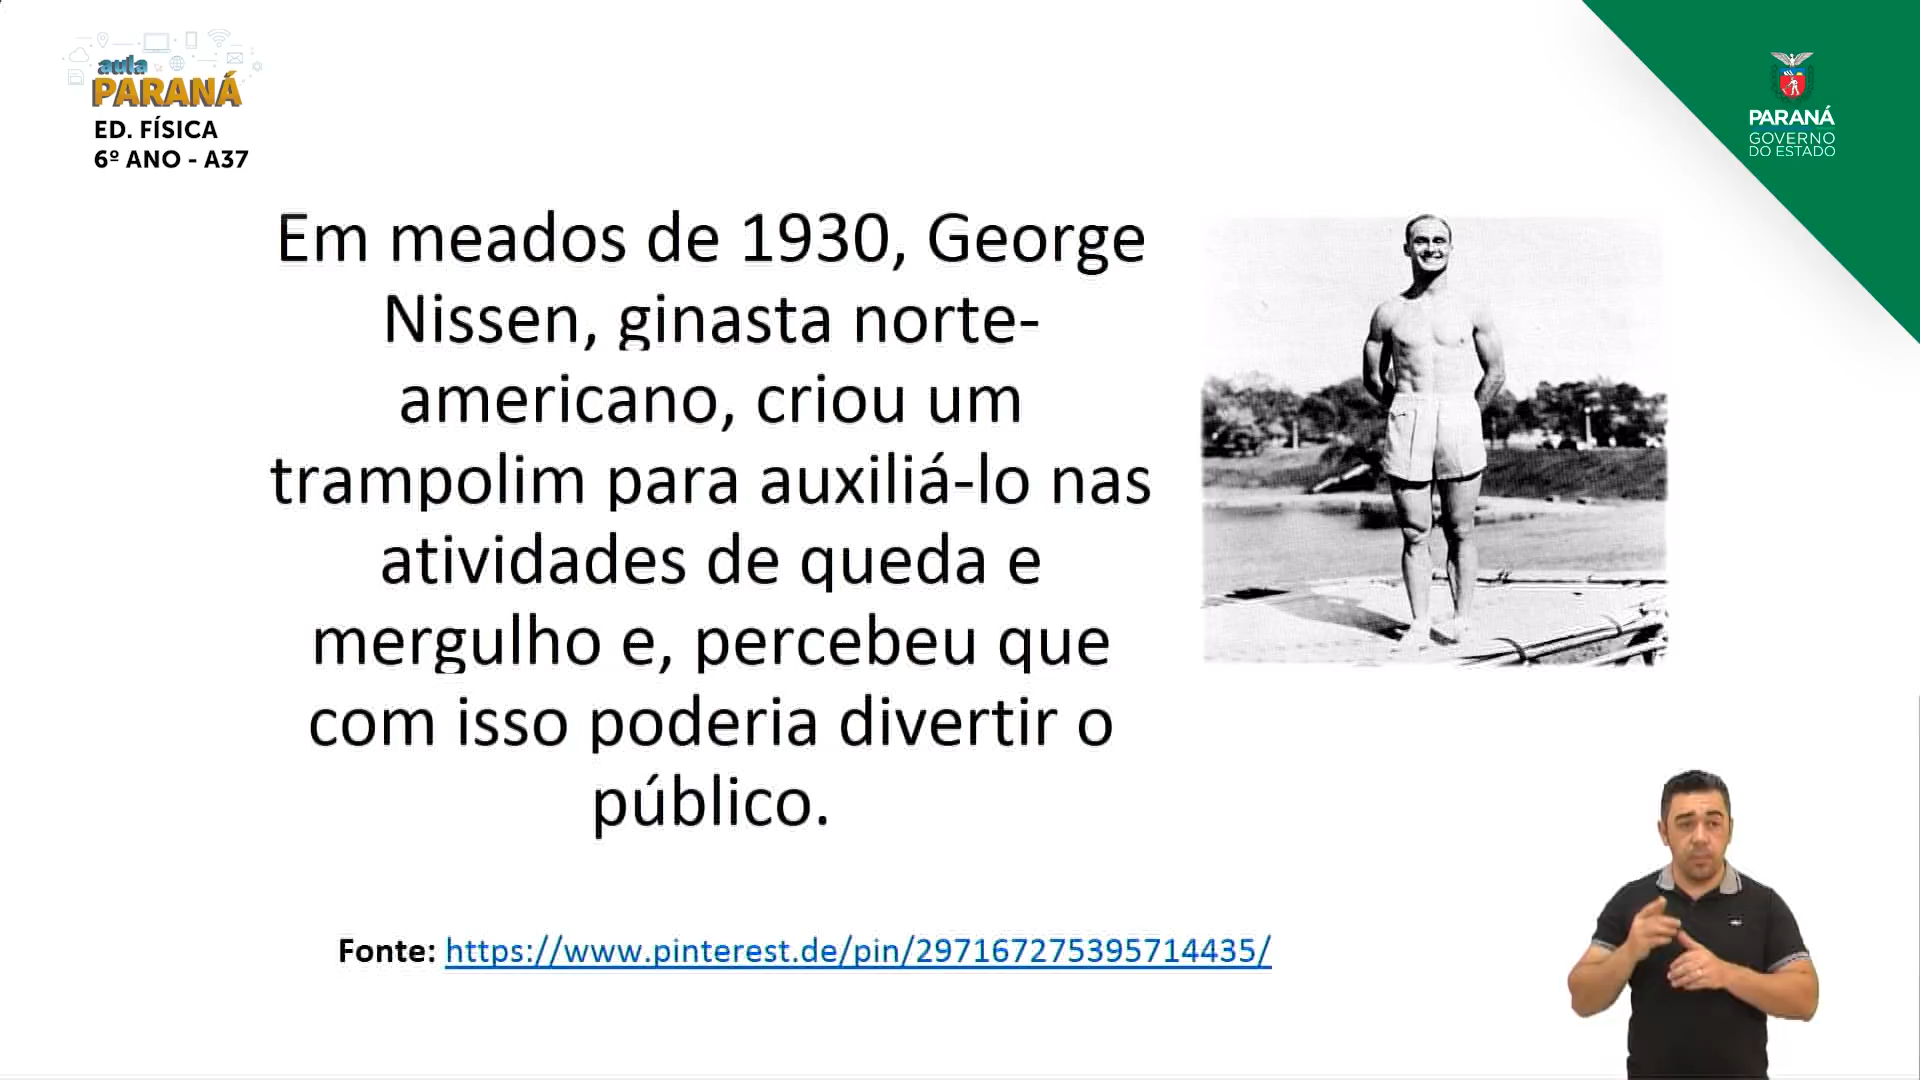 aula
PARANÁ
ED. FÍSICA
6º ANO - A37
PARANÁ
GOVERNO
DO ESTADO
Em meados de 1930, George
Nissen, ginasta norte-
americano, criou um
trampolim para auxiliá-lo nas
atividades de queda e
mergulho e, percebeu que
com isso poderia divertir o
público.
Fonte: https://www.pinterest.de/pin/297167275395714435/